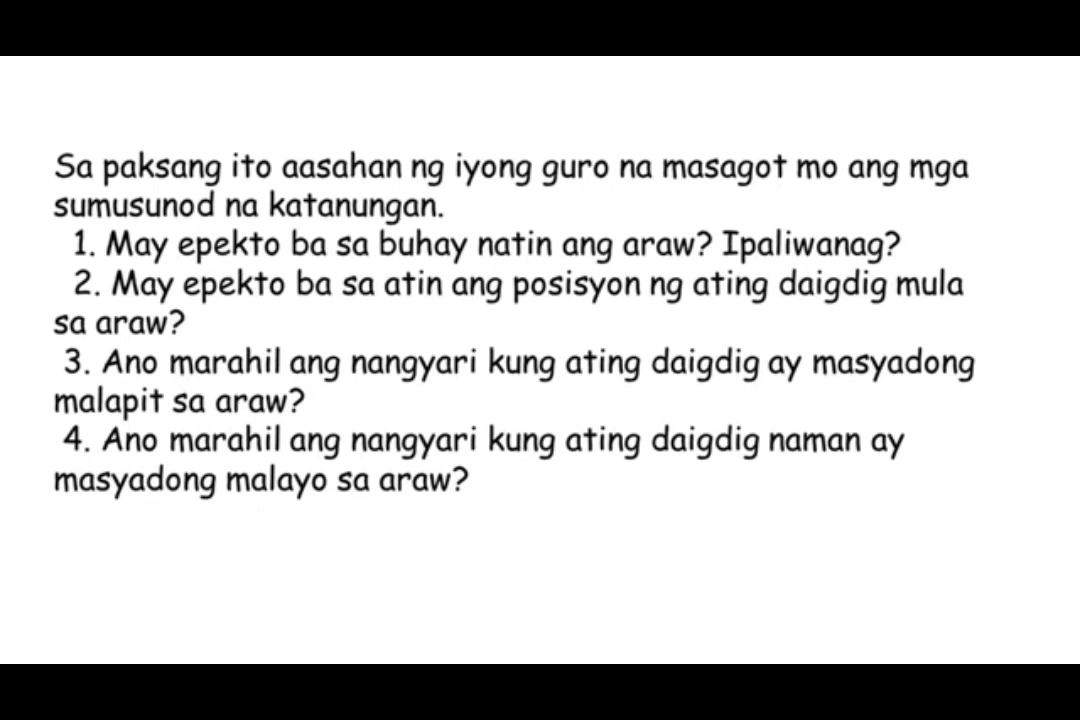 Sa paksang ito aasahan ng iyong guro na masagot mo ang mga
sumusunod na katanungan.
1. May epekto ba sa buhay natin ang araw? Ipaliwanag?
2. May epekto ba sa atin ang posisyon ng ating daigdig mula
sa araw?
3. Ano marahil ang nangyari kung ating daigdig ay masyadong
malapit sa araw?
4. Ano marahil ang nangyari kung ating daigdig naman ay
masyadong malayo sa araw?